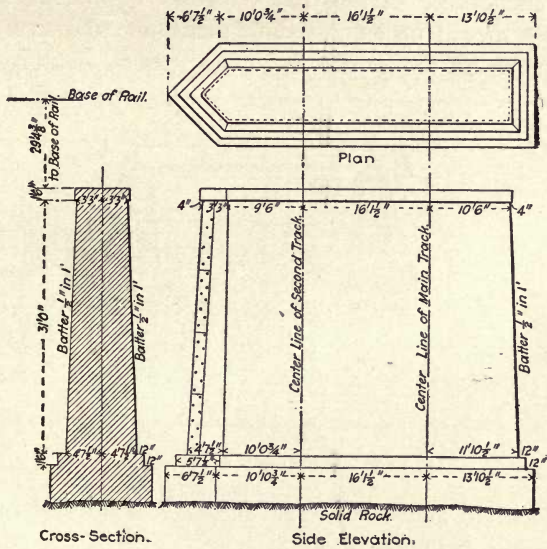 6'7½" 10'0¾" 16'1½" 13'10½"
Base of Rail.
29'4⅜"
to Base of Rail
Plan
1'6"
3'3" 3'3"
4" 3'3" 9'6" 16'1½" 10'6" 4"
Batter ½" in 1'
Batter ½" in 1'
31'0"
Center Line of Second Track
Center Line of Main Track.
Batter ½" in 1'
4'7½" 4'7½" 12"
12"
4'7½" 10'0¾" 11'10½" 12"
5'7½" 12"
6'7½" 10'10¾" 16'1½" 13'10½"
Solid Rock.
Cross-Section.
Side Elevation.